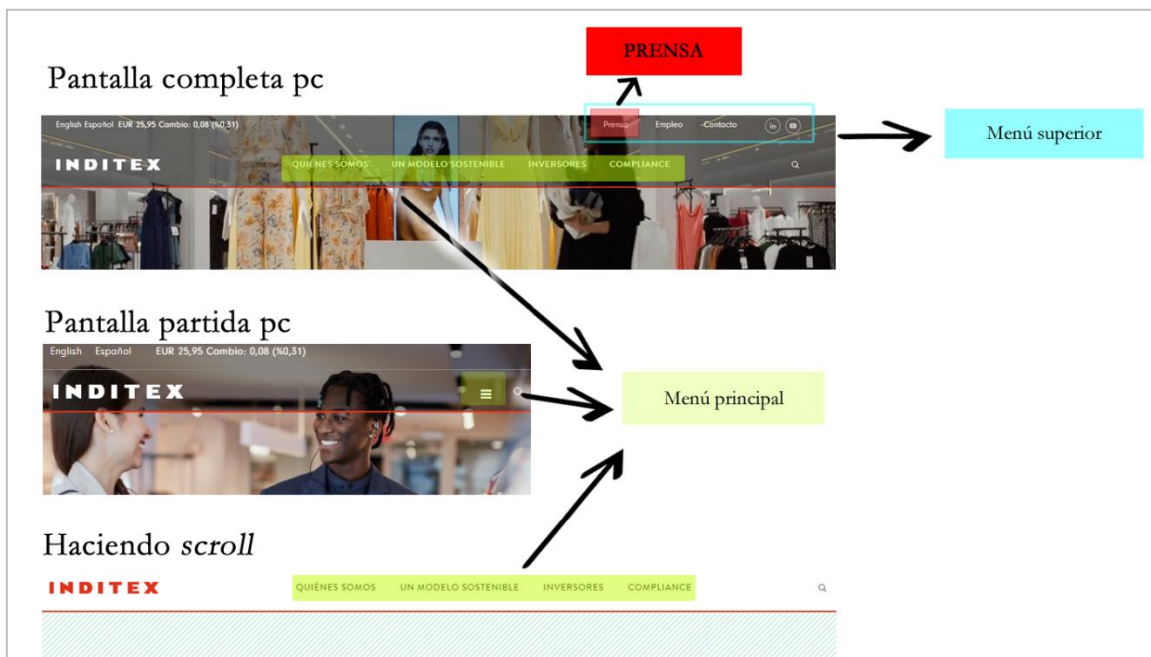 PRENSA
Pantalla completa pc
English Español EUR 25,95 Cambio: 0,08 (%0,31)
Prensa Empleo Contacto in
Menú superior
INDITEX
QUIÉNES SOMOS UN MODELO SOSTENIBLE INVERSORES COMPLIANCE
Pantalla partida pc
English Español EUR 25,95 Cambio: 0,08 (%0,31)
INDITEX
Menú principal
Haciendo scroll
INDITEX QUIÉNES SOMOS UN MODELO SOSTENIBLE INVERSORES COMPLIANCE